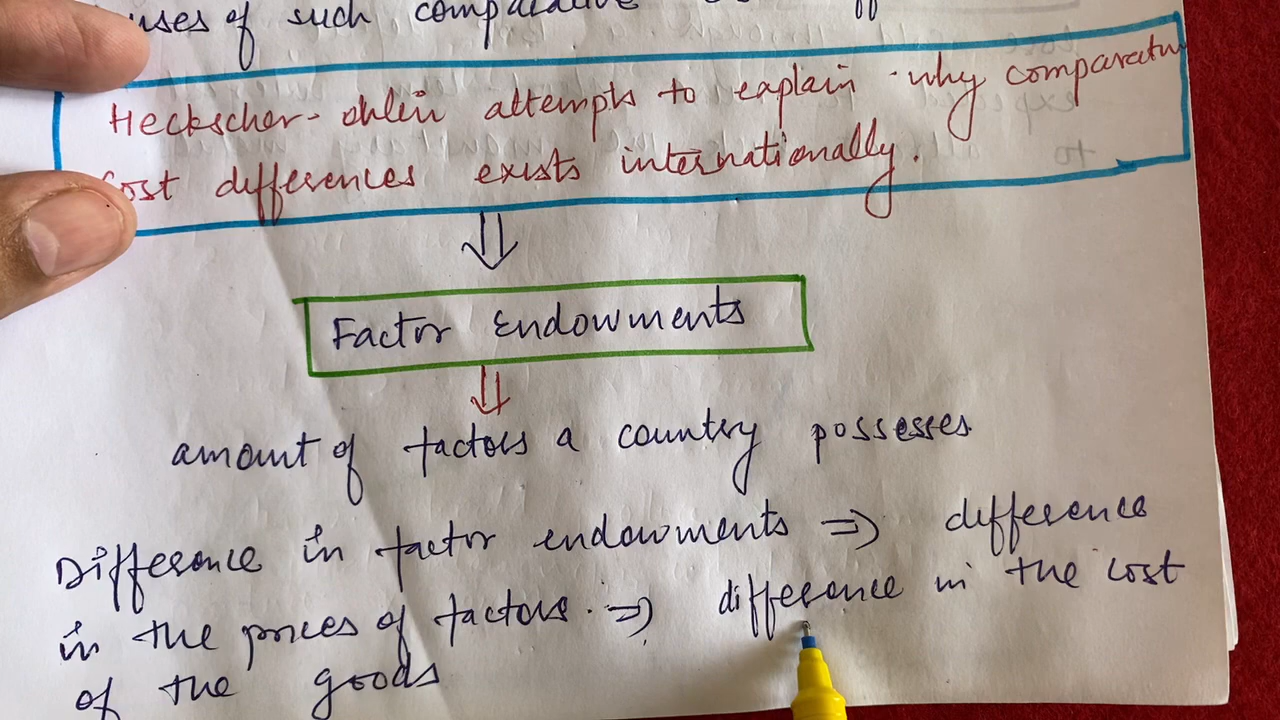 uses of such comparative
Heckscher-Ohlin attempts to explain why comparative
Cost differences exists internationally.
Factor Endowments
amount of factors a country possesses.
Difference in factor endowments ⇒ difference
in the prices of factors. ⇒ difference in the cost
of the goods